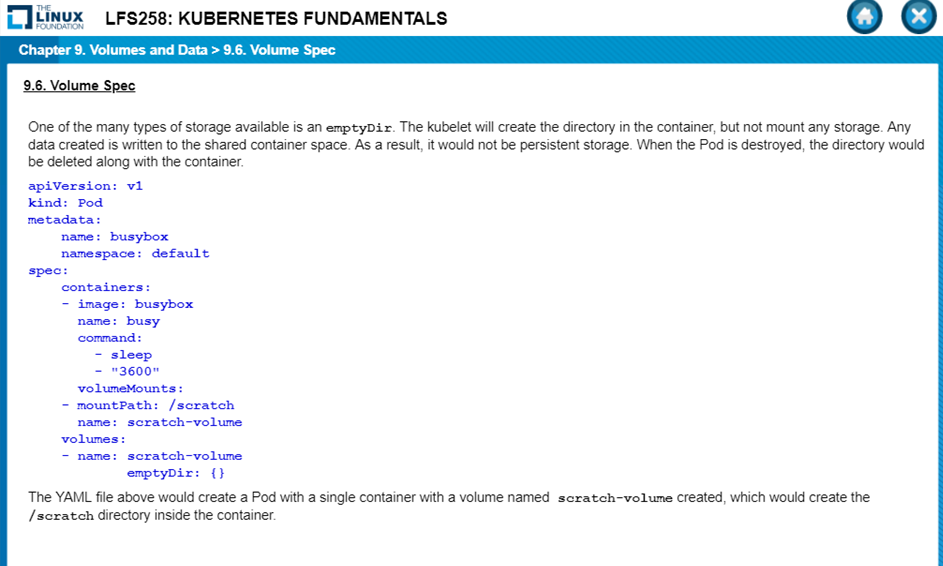 THE
LINUX
FOUNDATION
LFS258: KUBERNETES FUNDAMENTALS
Chapter 9. Volumes and Data > 9.6. Volume Spec
9.6. Volume Spec
One of the many types of storage available is an emptyDir. The kubelet will create the directory in the container, but not mount any storage. Any
data created is written to the shared container space. As a result, it would not be persistent storage. When the Pod is destroyed, the directory would
be deleted along with the container.
apiVersion: v1
kind: Pod
metadata:
    name: busybox
    namespace: default
spec:
    containers:
    - image: busybox
      name: busy
      command:
        - sleep
        - "3600"
      volumeMounts:
    - mountPath: /scratch
      name: scratch-volume
    volumes:
    - name: scratch-volume
            emptyDir: {}
The YAML file above would create a Pod with a single container with a volume named scratch-volume created, which would create the
/scratch directory inside the container.